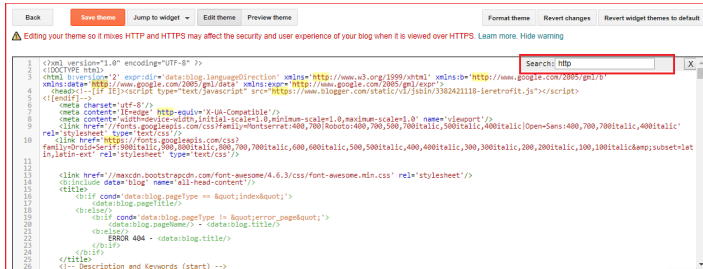 Back Save theme Jump to widget Edit theme Preview theme Format theme Revert changes Revert widget themes to default
Editing your theme so it mixes HTTP and HTTPS may affect the security and user experience of your blog when it is viewed over HTTPS. Learn more. Hide warning
Search: http X
1 <?xml version="1.0" encoding="UTF-8" ?>
2 <!DOCTYPE html>
3 <html b:version='2' expr:dir='data:blog.languageDirection' xmlns='http://www.w3.org/1999/xhtml' xmlns:b='http://www.google.com/2005/gml/b'
xmlns:data='http://www.google.com/2005/gml/data' xmlns:expr='http://www.google.com/2005/gml/expr'>
4 <head><!--[if IE]><script type="text/javascript" src="https://www.blogger.com/static/v1/jsbin/3382421118-ieretrofit.js"></script>
5 <![endif]-->
6 <meta charset='utf-8'/>
7 <meta content='IE=edge' http-equiv='X-UA-Compatible'/>
8 <meta content='width=device-width,initial-scale=1.0,minimum-scale=1.0,maximum-scale=1.0' name='viewport'/>
9 <link href='//fonts.googleapis.com/css?family=Montserrat:400,700|Roboto:400,700,500,700italic,500italic,400italic|Open+Sans:400,700,700italic,400italic'
rel='stylesheet' type='text/css'/>
10 <link href='https://fonts.googleapis.com/css?
family=Droid+Serif:900italic,900,800italic,800,700,700italic,600,600italic,500,500italic,400,400italic,300,300italic,200,200italic,100,100italic&amp;subset=lat
in,latin-ext' rel='stylesheet' type='text/css'/>
11
12
13 <link href='//maxcdn.bootstrapcdn.com/font-awesome/4.6.3/css/font-awesome.min.css' rel='stylesheet'/>
14 <b:include data='blog' name='all-head-content'/>
15 <title>
16 <b:if cond='data:blog.pageType == &quot;index&quot;'>
17 <data:blog.pageTitle/>
18 <b:else/>
19 <b:if cond='data:blog.pageType != &quot;error_page&quot;'>
20 <data:blog.pageName/> - <data:blog.title/>
21 <b:else/>
22 ERROR 404 - <data:blog.title/>
23 </b:if>
24 </b:if>
25 </title>
26 <!-- Description and Keywords (start) -->